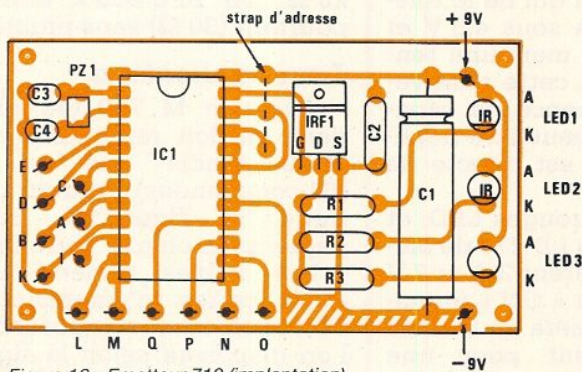 strap d'adresse
+ 9V
PZ1
C3
C4
IC1
IRF1
G D S
C2
C1
R1
R2
R3
IR
IR
A
K
LED1
A
K
LED2
A
K
LED3
E
C
D
A
B
I
K
L M Q P N O
−9V